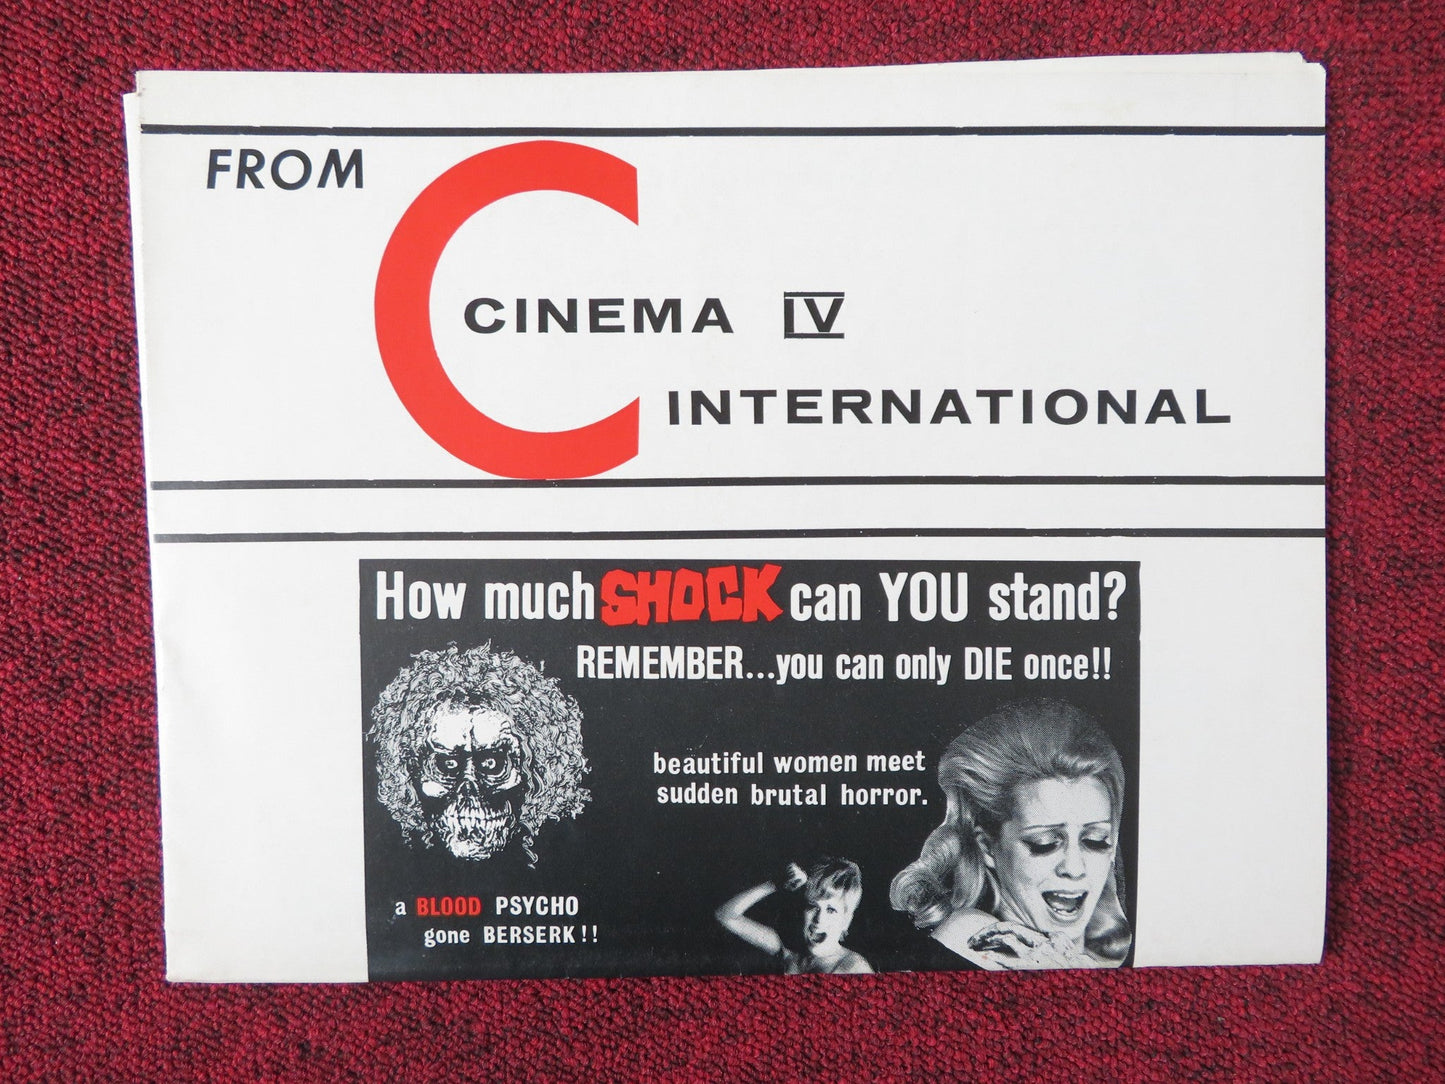 FROM
CINEMA IV
INTERNATIONAL
How much SHOCK can YOU stand?
REMEMBER...you can only DIE once!!
beautiful women meet
sudden brutal horror.
a BLOOD PSYCHO
gone BERSERK!!